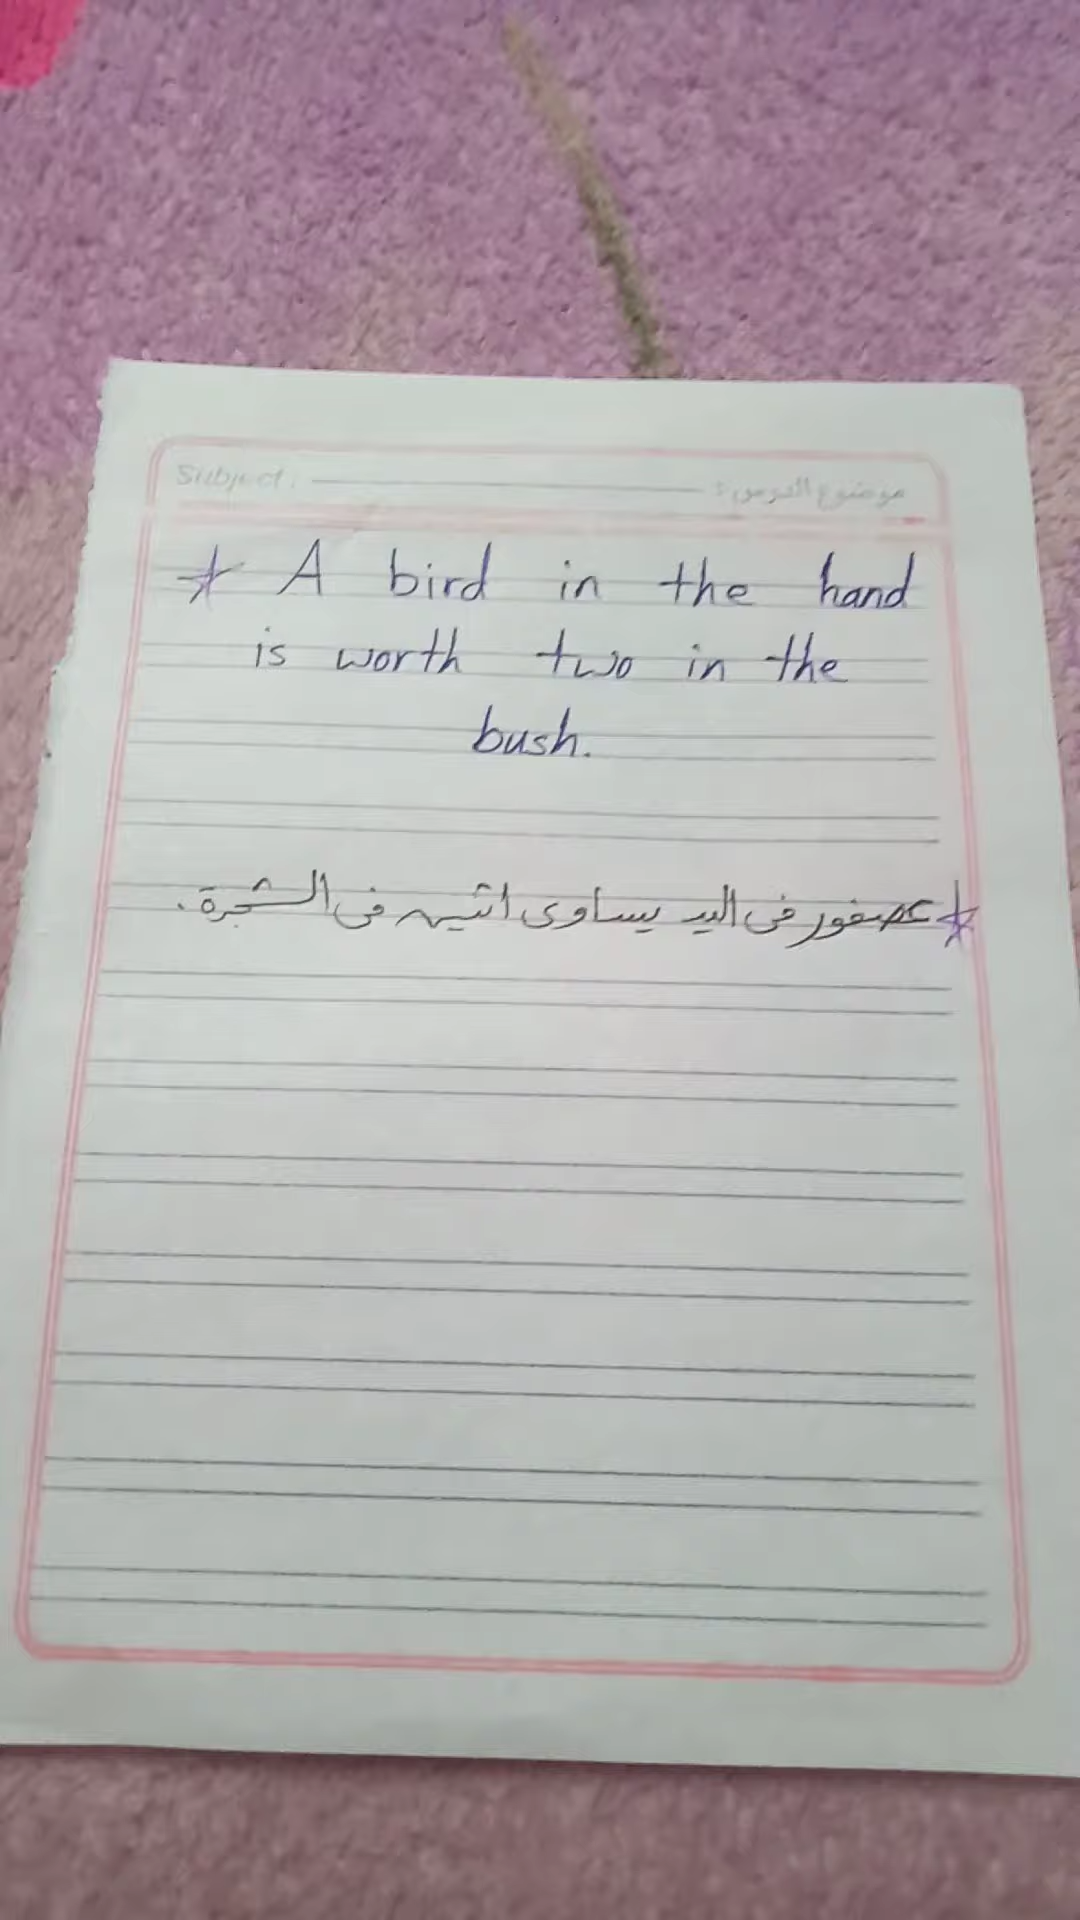 Subject: موضوع الدرس:
* A bird in the hand
is worth two in the
bush.
* عصفور فى اليد يساوى اثنين فى الشجرة.